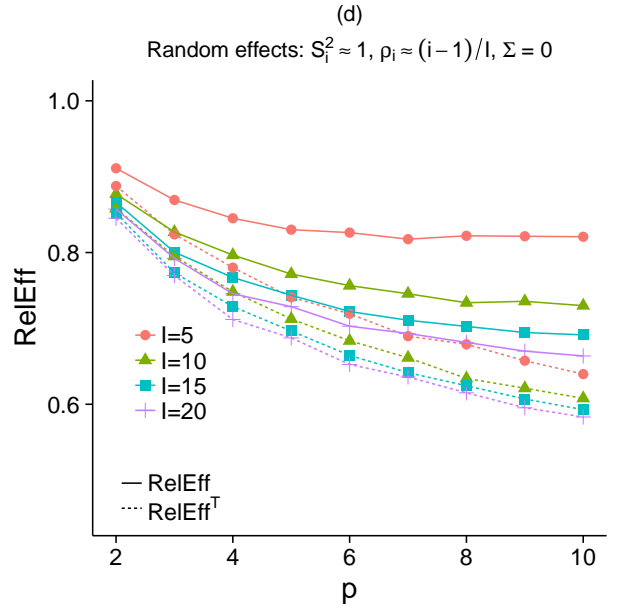 (d)
Random effects: S_i^2 ≈ 1, ρ_i ≈ (i − 1) / I, Σ = 0
RelEff
1.0
0.8
0.6
I=5
I=10
I=15
I=20
RelEff
RelEff^T
2 4 6 8 10
p